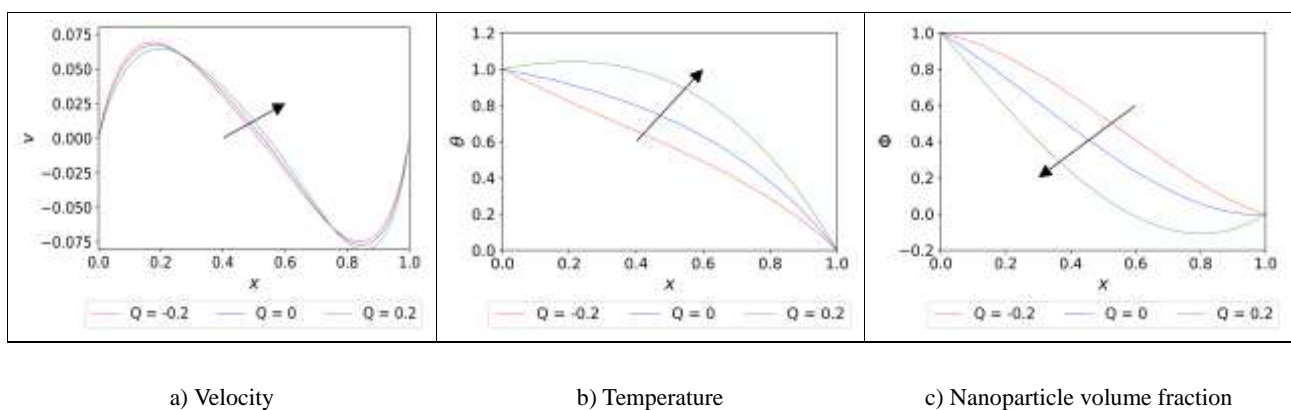 0.075
0.050
0.025
0.000
−0.025
−0.050
−0.075
v
0.0 0.2 0.4 0.6 0.8 1.0
x
Q = -0.2 Q = 0 Q = 0.2
1.2
1.0
0.8
0.6
0.4
0.2
0.0
θ
0.0 0.2 0.4 0.6 0.8 1.0
x
Q = -0.2 Q = 0 Q = 0.2
1.0
0.8
0.6
0.4
0.2
0.0
−0.2
Φ
0.0 0.2 0.4 0.6 0.8 1.0
x
Q = -0.2 Q = 0 Q = 0.2
a) Velocity
b) Temperature
c) Nanoparticle volume fraction